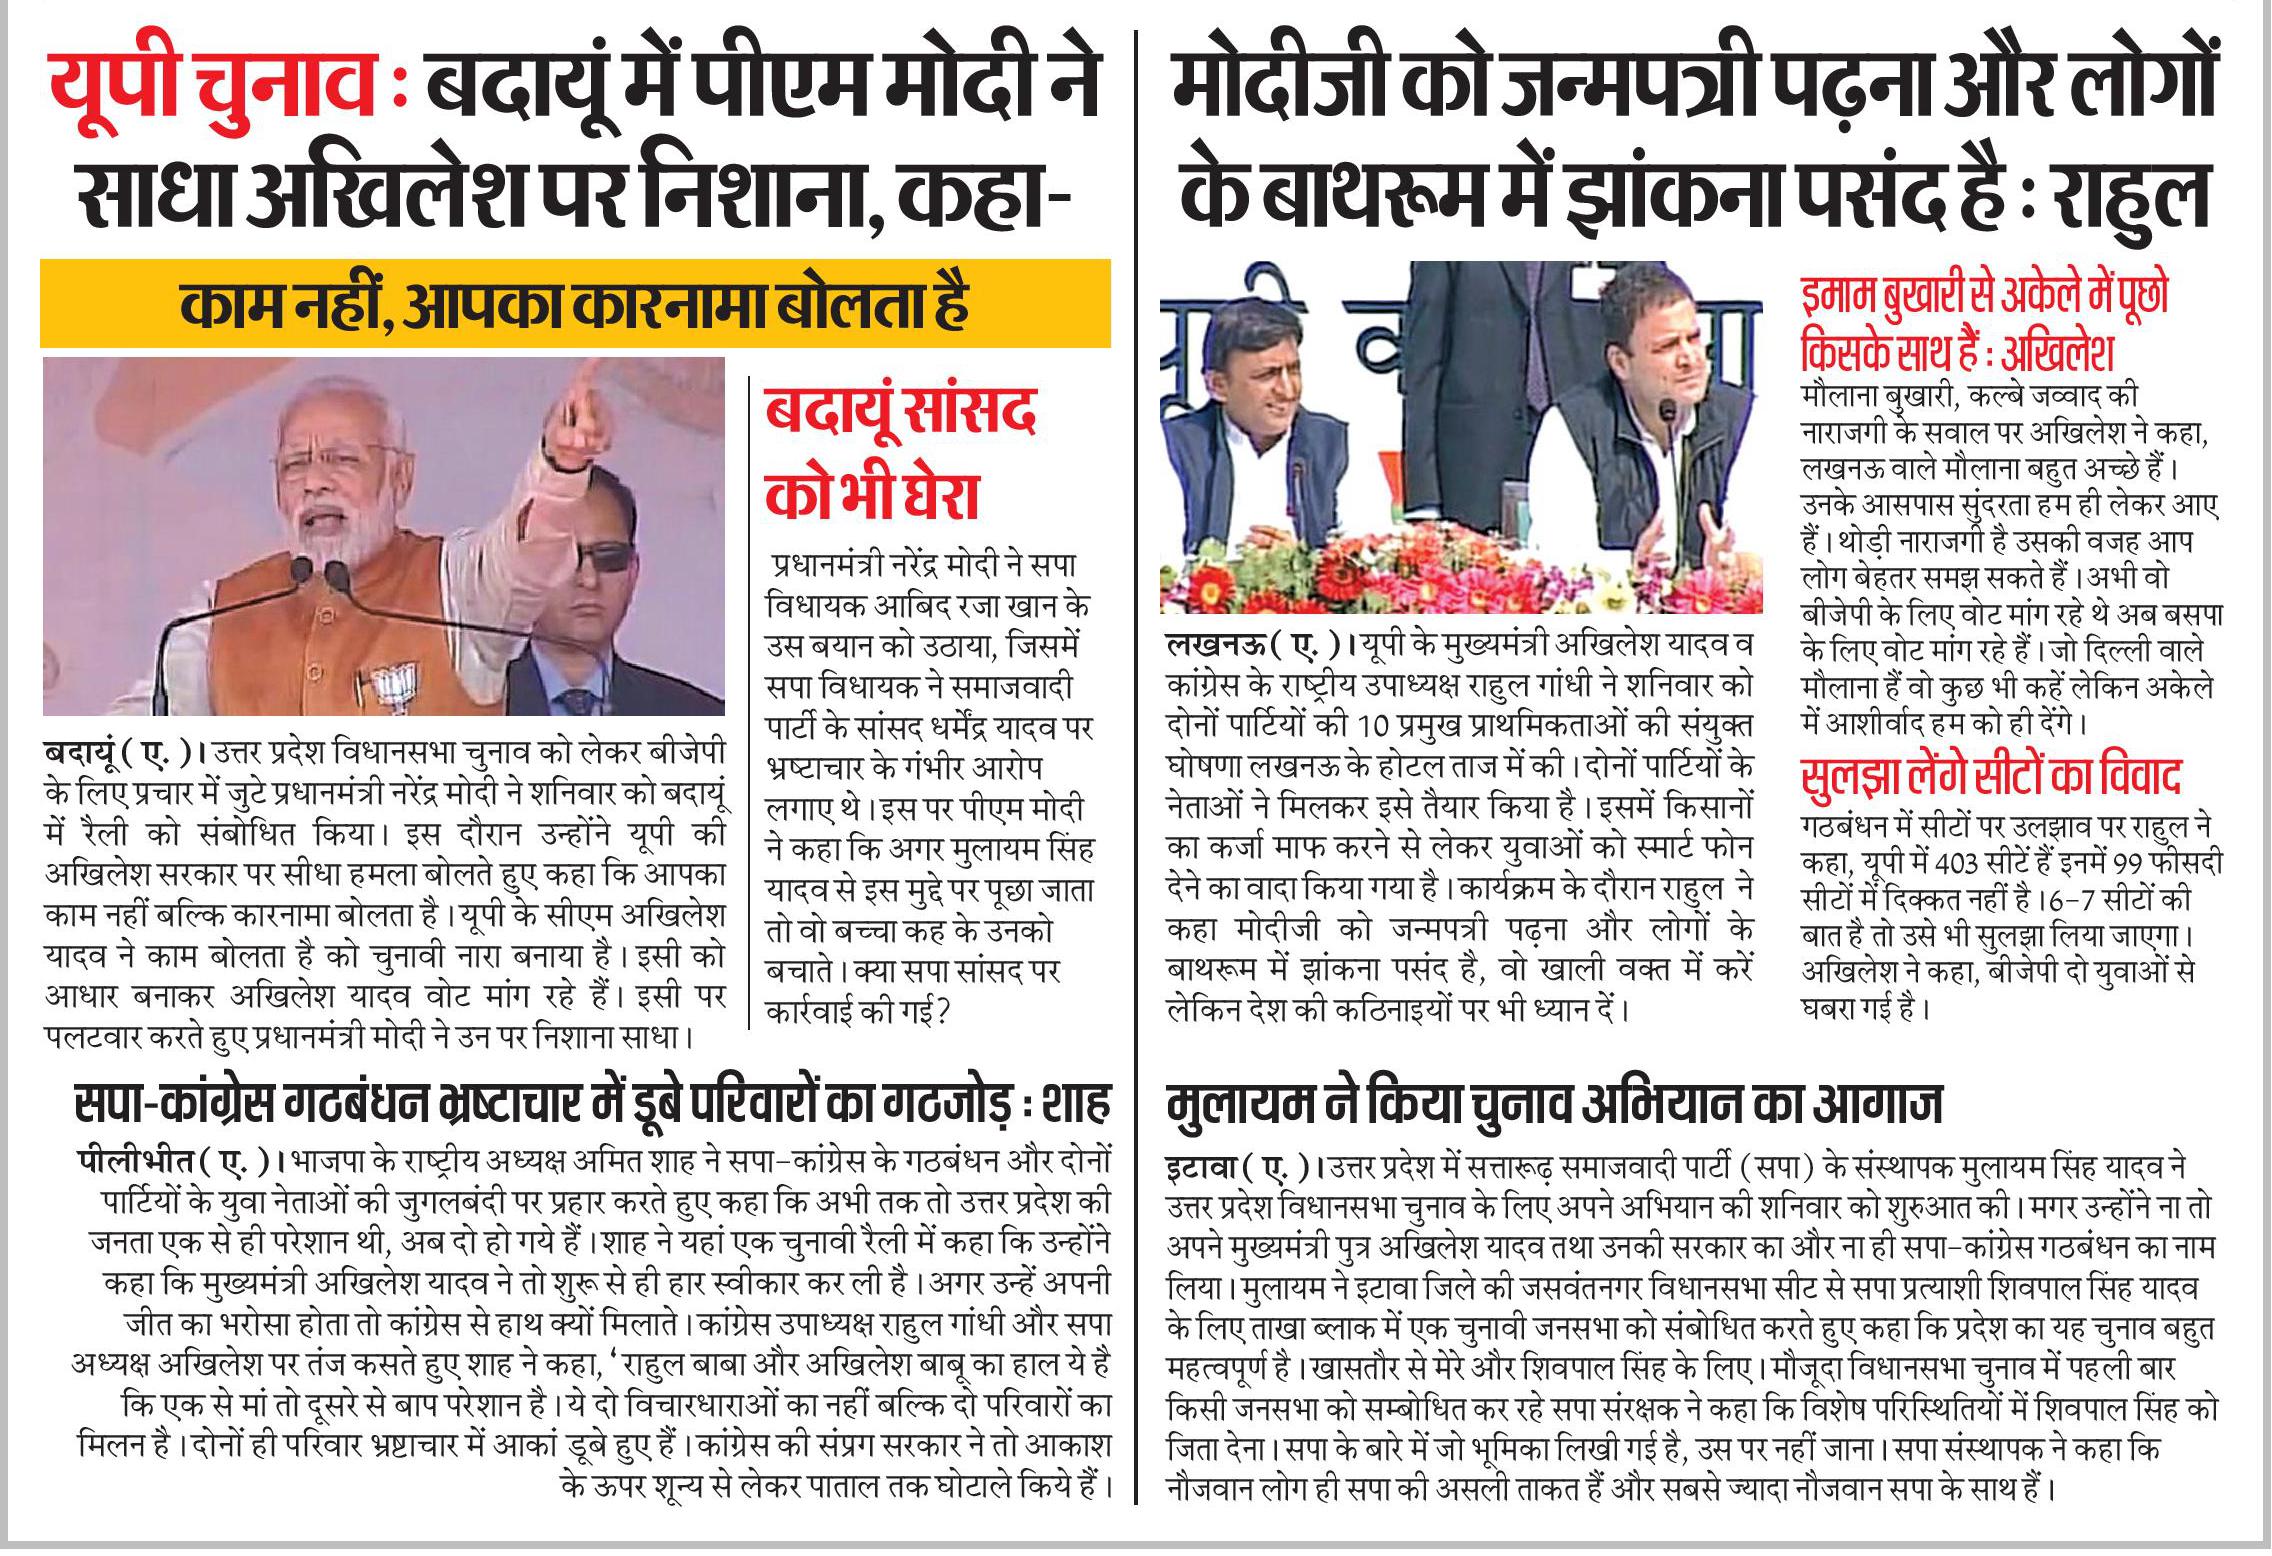 यूपी चुनाव : बदायूं में पीएम मोदी ने
साधा अखिलेश पर निशाना, कहा-
काम नहीं, आपका कारनामा बोलता है
बदायूं सांसद
को भी घेरा
प्रधानमंत्री नरेंद्र मोदी ने सपा
विधायक आबिद रजा खान के
उस बयान को उठाया, जिसमें
सपा विधायक ने समाजवादी
पार्टी के सांसद धर्मेंद्र यादव पर
भ्रष्टाचार के गंभीर आरोप
लगाए थे। इस पर पीएम मोदी
ने कहा कि अगर मुलायम सिंह
यादव से इस मुद्दे पर पूछा जाता
तो वो बच्चा कह के उनको
बचाते। क्या सपा सांसद पर
कार्रवाई की गई?
बदायूं( ए. )। उत्तर प्रदेश विधानसभा चुनाव को लेकर बीजेपी
के लिए प्रचार में जुटे प्रधानमंत्री नरेंद्र मोदी ने शनिवार को बदायूं
में रैली को संबोधित किया। इस दौरान उन्होंने यूपी की
अखिलेश सरकार पर सीधा हमला बोलते हुए कहा कि आपका
काम नहीं बल्कि कारनामा बोलता है। यूपी के सीएम अखिलेश
यादव ने काम बोलता है को चुनावी नारा बनाया है। इसी को
आधार बनाकर अखिलेश यादव वोट मांग रहे हैं। इसी पर
पलटवार करते हुए प्रधानमंत्री मोदी ने उन पर निशाना साधा।
सपा-कांग्रेस गठबंधन भ्रष्टाचार में डूबे परिवारों का गठजोड़ : शाह
पीलीभीत( ए. )। भाजपा के राष्ट्रीय अध्यक्ष अमित शाह ने सपा-कांग्रेस के गठबंधन और दोनों
पार्टियों के युवा नेताओं की जुगलबंदी पर प्रहार करते हुए कहा कि अभी तक तो उत्तर प्रदेश की
जनता एक से ही परेशान थी, अब दो हो गये हैं। शाह ने यहां एक चुनावी रैली में कहा कि उन्होंने
कहा कि मुख्यमंत्री अखिलेश यादव ने तो शुरू से ही हार स्वीकार कर ली है। अगर उन्हें अपनी
जीत का भरोसा होता तो कांग्रेस से हाथ क्यों मिलाते। कांग्रेस उपाध्यक्ष राहुल गांधी और सपा
अध्यक्ष अखिलेश पर तंज कसते हुए शाह ने कहा, ‘राहुल बाबा और अखिलेश बाबू का हाल ये है
कि एक से मां तो दूसरे से बाप परेशान है। ये दो विचारधाराओं का नहीं बल्कि दो परिवारों का
मिलन है। दोनों ही परिवार भ्रष्टाचार में आकां डूबे हुए हैं। कांग्रेस की संप्रग सरकार ने तो आकाश
के ऊपर शून्य से लेकर पाताल तक घोटाले किये हैं।
मोदीजी को जन्मपत्री पढ़ना और लोगों
के बाथरूम में झांकना पसंद है : राहुल
लखनऊ( ए. )। यूपी के मुख्यमंत्री अखिलेश यादव व
कांग्रेस के राष्ट्रीय उपाध्यक्ष राहुल गांधी ने शनिवार को
दोनों पार्टियों की 10 प्रमुख प्राथमिकताओं की संयुक्त
घोषणा लखनऊ के होटल ताज में की। दोनों पार्टियों के
नेताओं ने मिलकर इसे तैयार किया है। इसमें किसानों
का कर्जा माफ करने से लेकर युवाओं को स्मार्ट फोन
देने का वादा किया गया है। कार्यक्रम के दौरान राहुल ने
कहा मोदीजी को जन्मपत्री पढ़ना और लोगों के
बाथरूम में झांकना पसंद है, वो खाली वक्त में करें
लेकिन देश की कठिनाइयों पर भी ध्यान दें।
इमाम बुखारी से अकेले में पूछो
किसके साथ हैं : अखिलेश
मौलाना बुखारी, कल्बे जव्वाद की
नाराजगी के सवाल पर अखिलेश ने कहा,
लखनऊ वाले मौलाना बहुत अच्छे हैं।
उनके आसपास सुंदरता हम ही लेकर आए
हैं। थोड़ी नाराजगी है उसकी वजह आप
लोग बेहतर समझ सकते हैं। अभी वो
बीजेपी के लिए वोट मांग रहे थे अब बसपा
के लिए वोट मांग रहे हैं। जो दिल्ली वाले
मौलाना हैं वो कुछ भी कहें लेकिन अकेले
में आशीर्वाद हम को ही देंगे।
सुलझा लेंगे सीटों का विवाद
गठबंधन में सीटों पर उलझाव पर राहुल ने
कहा, यूपी में 403 सीटें हैं इनमें 99 फीसदी
सीटों में दिक्कत नहीं है। 6-7 सीटों की
बात है तो उसे भी सुलझा लिया जाएगा।
अखिलेश ने कहा, बीजेपी दो युवाओं से
घबरा गई है।
मुलायम ने किया चुनाव अभियान का आगाज
इटावा( ए. )। उत्तर प्रदेश में सत्तारूढ़ समाजवादी पार्टी (सपा) के संस्थापक मुलायम सिंह यादव ने
उत्तर प्रदेश विधानसभा चुनाव के लिए अपने अभियान की शनिवार को शुरुआत की। मगर उन्होंने ना तो
अपने मुख्यमंत्री पुत्र अखिलेश यादव तथा उनकी सरकार का और ना ही सपा-कांग्रेस गठबंधन का नाम
लिया। मुलायम ने इटावा जिले की जसवंतनगर विधानसभा सीट से सपा प्रत्याशी शिवपाल सिंह यादव
के लिए ताखा ब्लाक में एक चुनावी जनसभा को संबोधित करते हुए कहा कि प्रदेश का यह चुनाव बहुत
महत्वपूर्ण है। खासतौर से मेरे और शिवपाल सिंह के लिए। मौजूदा विधानसभा चुनाव में पहली बार
किसी जनसभा को सम्बोधित कर रहे सपा संरक्षक ने कहा कि विशेष परिस्थितियों में शिवपाल सिंह को
जिता देना। सपा के बारे में जो भूमिका लिखी गई है, उस पर नहीं जाना। सपा संस्थापक ने कहा कि
नौजवान लोग ही सपा की असली ताकत हैं और सबसे ज्यादा नौजवान सपा के साथ हैं।